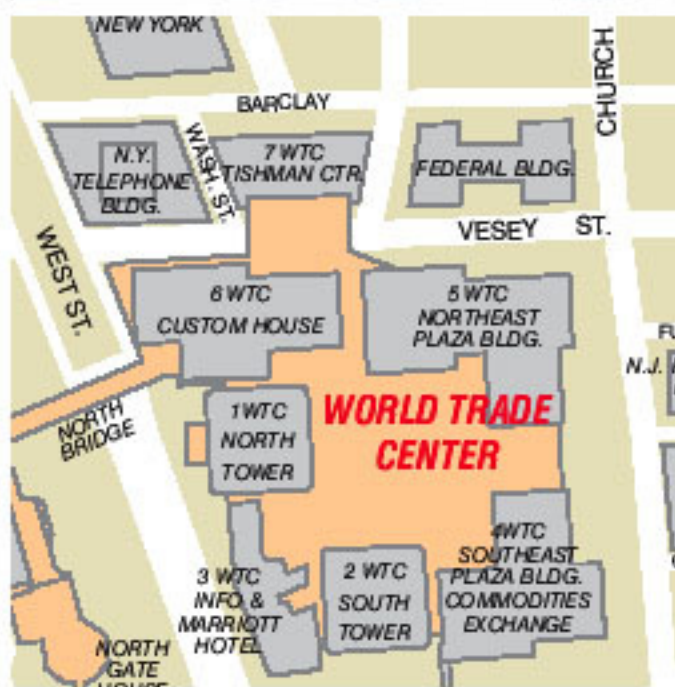 NEW YORK
BARCLAY
CHURCH
N.Y.
TELEPHONE
BLDG.
WASH. ST.
7 WTC
TISHMAN CTR.
FEDERAL BLDG.
VESEY ST.
WEST ST.
6 WTC
CUSTOM HOUSE
5 WTC
NORTHEAST
PLAZA BLDG.
N.J.
NORTH
BRIDGE
1WTC
NORTH
TOWER
WORLD TRADE
CENTER
3 WTC
INFO &
MARRIOTT
HOTEL
2 WTC
SOUTH
TOWER
4WTC
SOUTHEAST
PLAZA BLDG.
COMMODITIES
EXCHANGE
NORTH
GATE
HOUSE